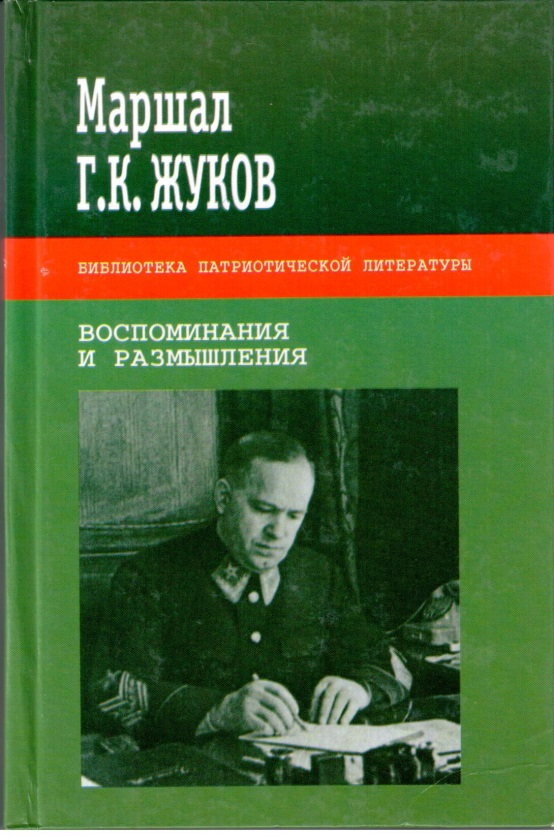 Маршал
Г.К. ЖУКОВ
БИБЛИОТЕКА ПАТРИОТИЧЕСКОЙ ЛИТЕРАТУРЫ
ВОСПОМИНАНИЯ
И РАЗМЫШЛЕНИЯ